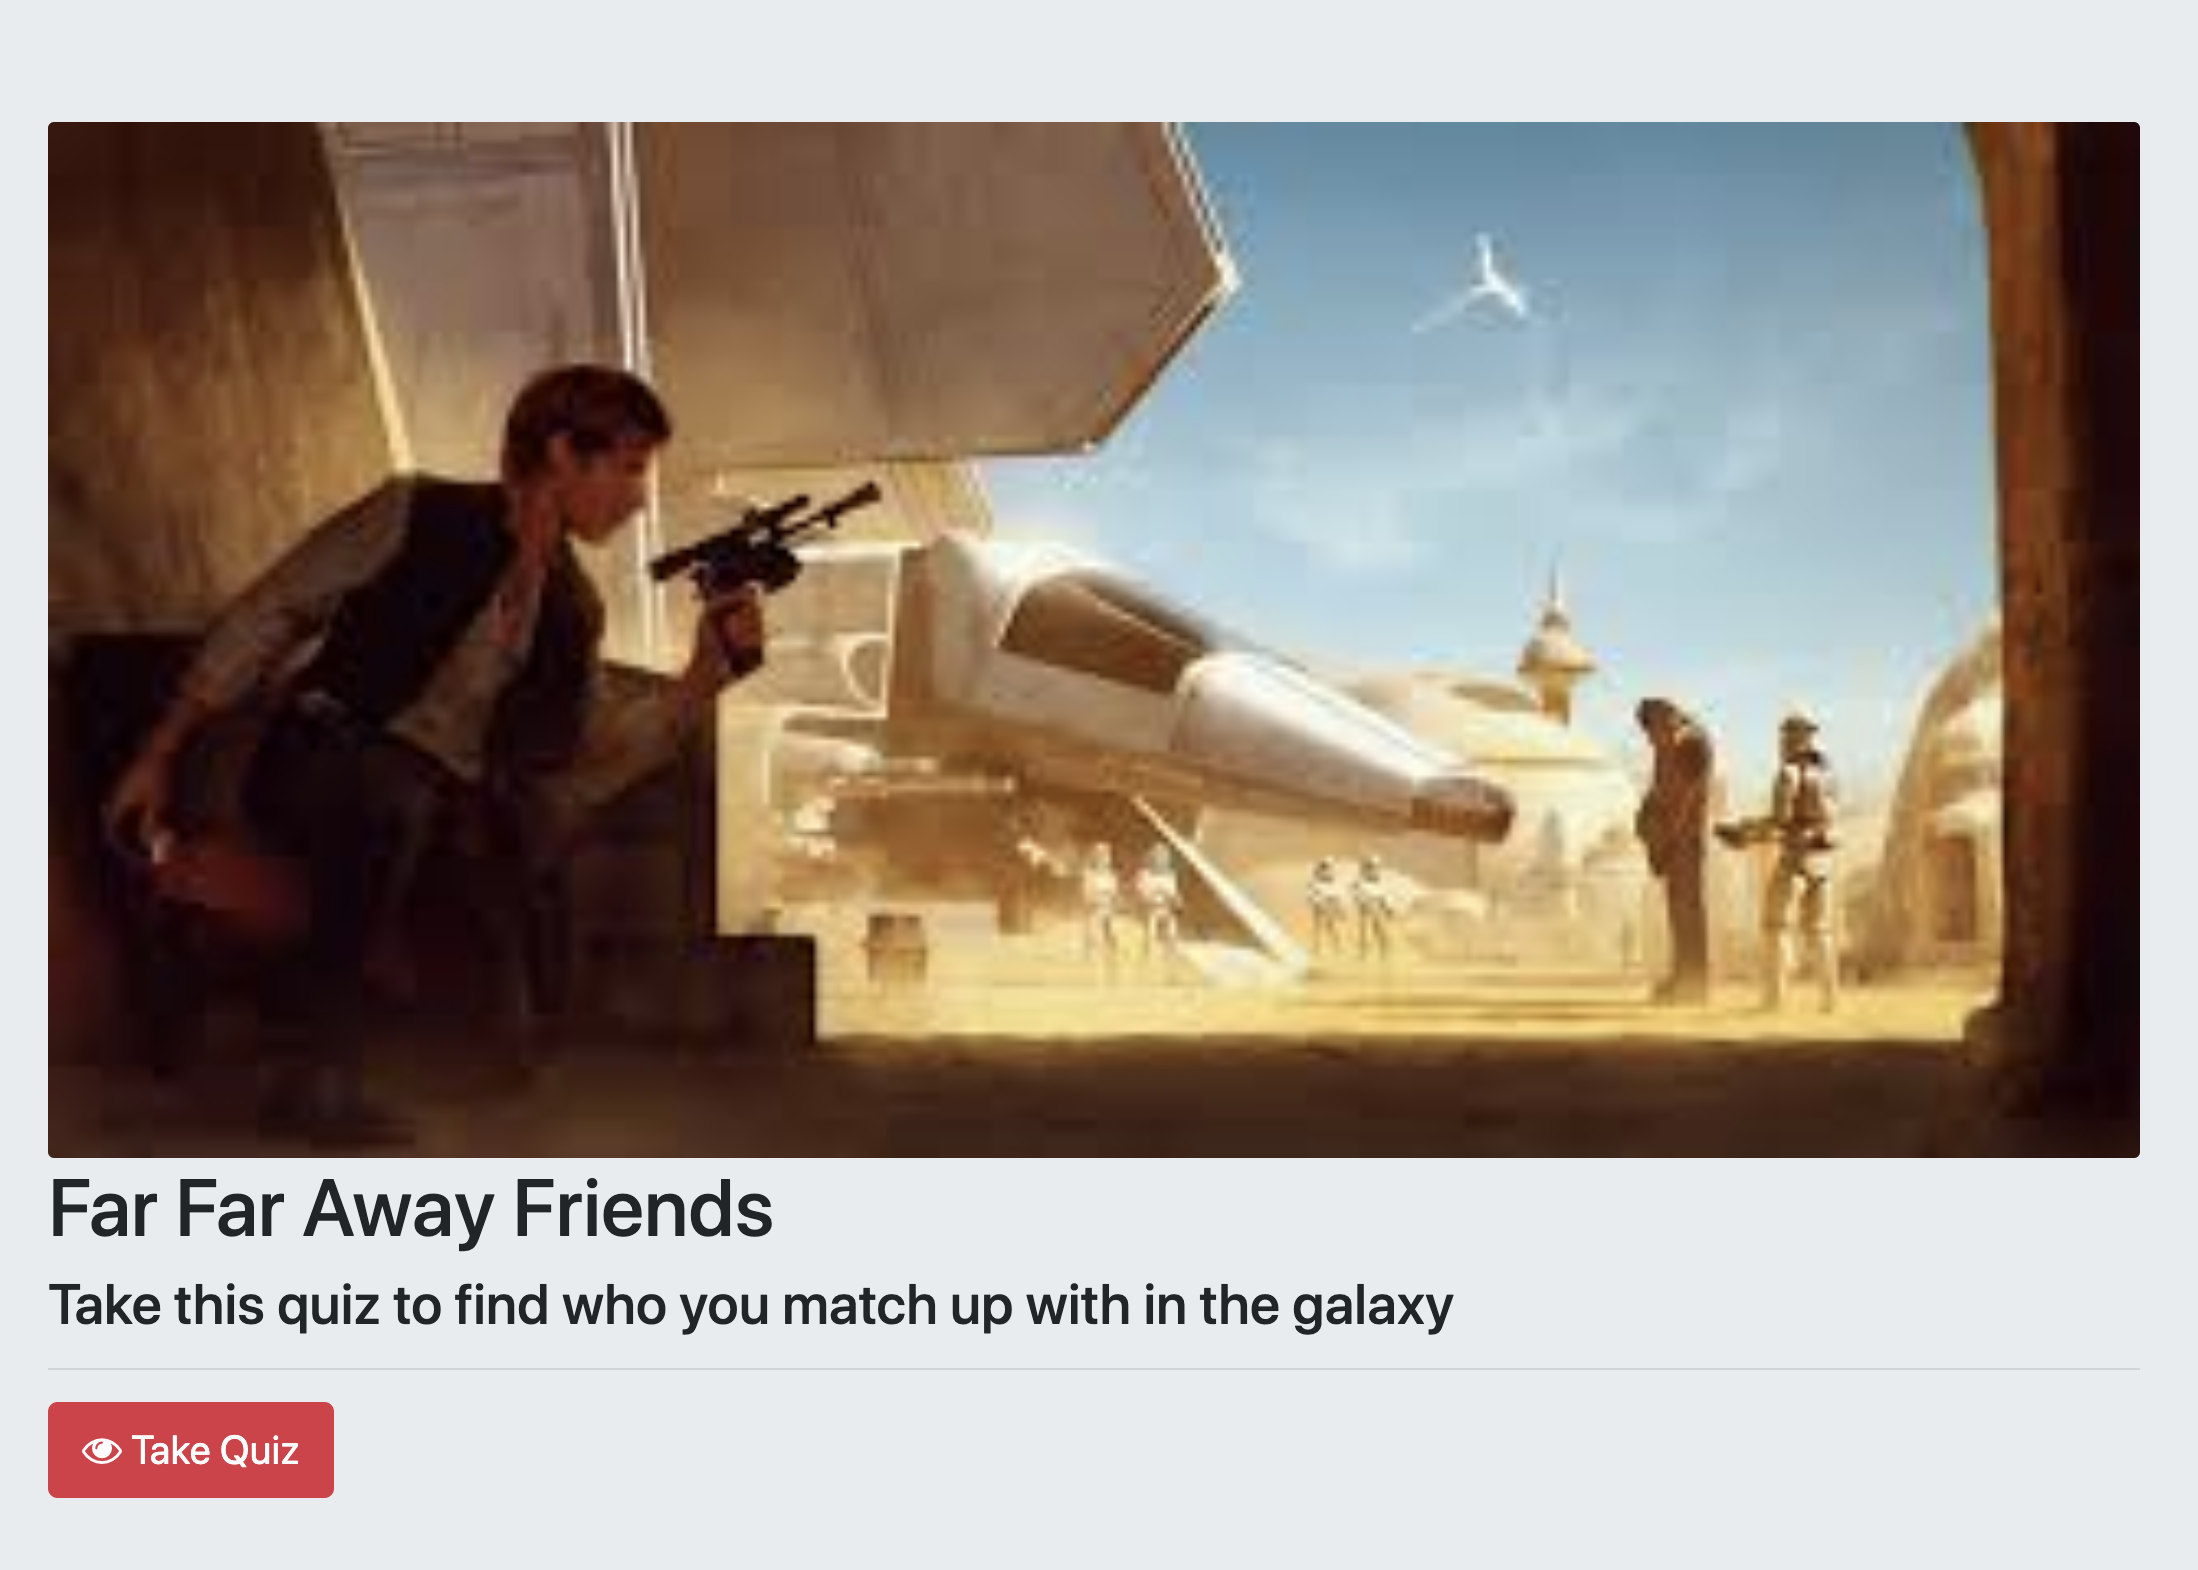 Far Far Away Friends
Take this quiz to find who you match up with in the galaxy
Take Quiz